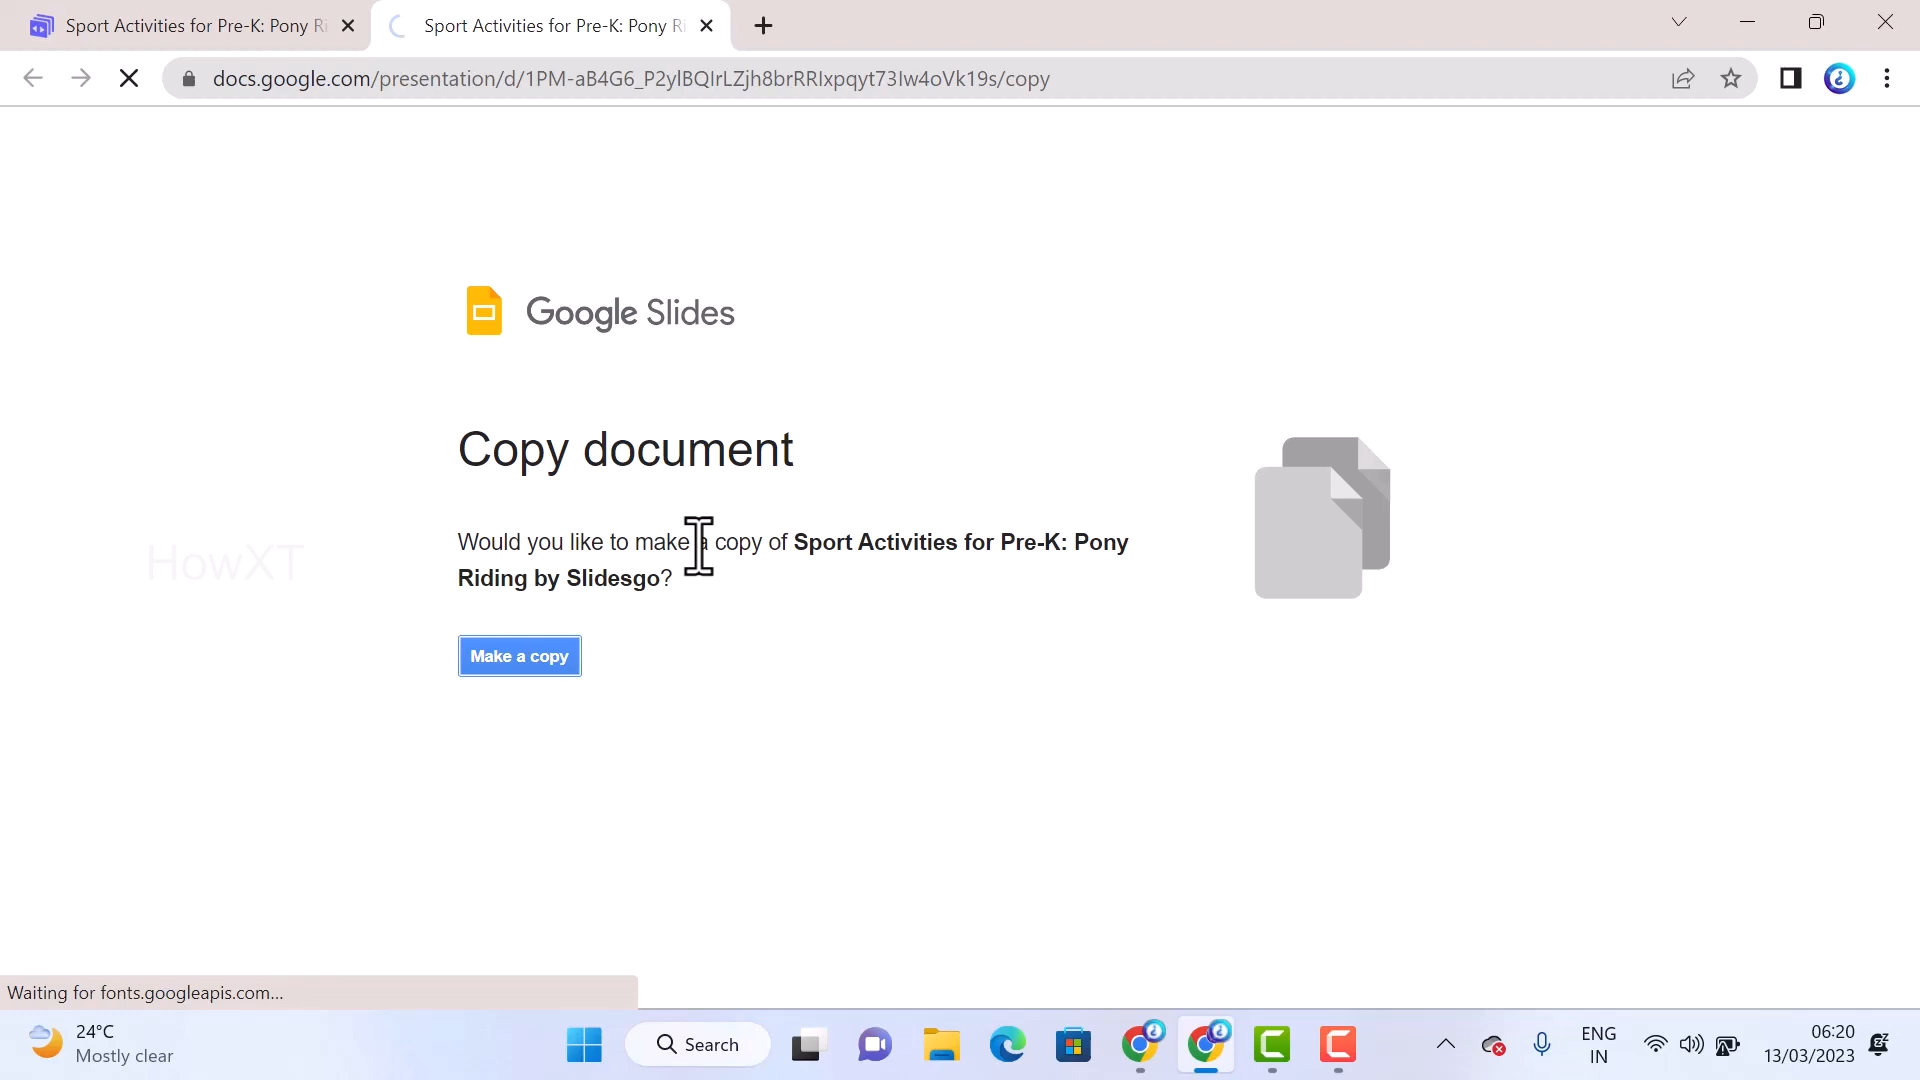 Sport Activities for Pre-K: Pony Ri
Sport Activities for Pre-K: Pony Ri
docs.google.com/presentation/d/1PM-aB4G6_P2ylBQIrLZjh8brRRlxpqyt73Iw4oVk19s/copy
Google Slides
Copy document
Would you like to make a copy of Sport Activities for Pre-K: Pony
Riding by Slidesgo?
HowXT
Make a copy
Waiting for fonts.googleapis.com...
24°C
Mostly clear
Search
ENG
IN
06:20
13/03/2023